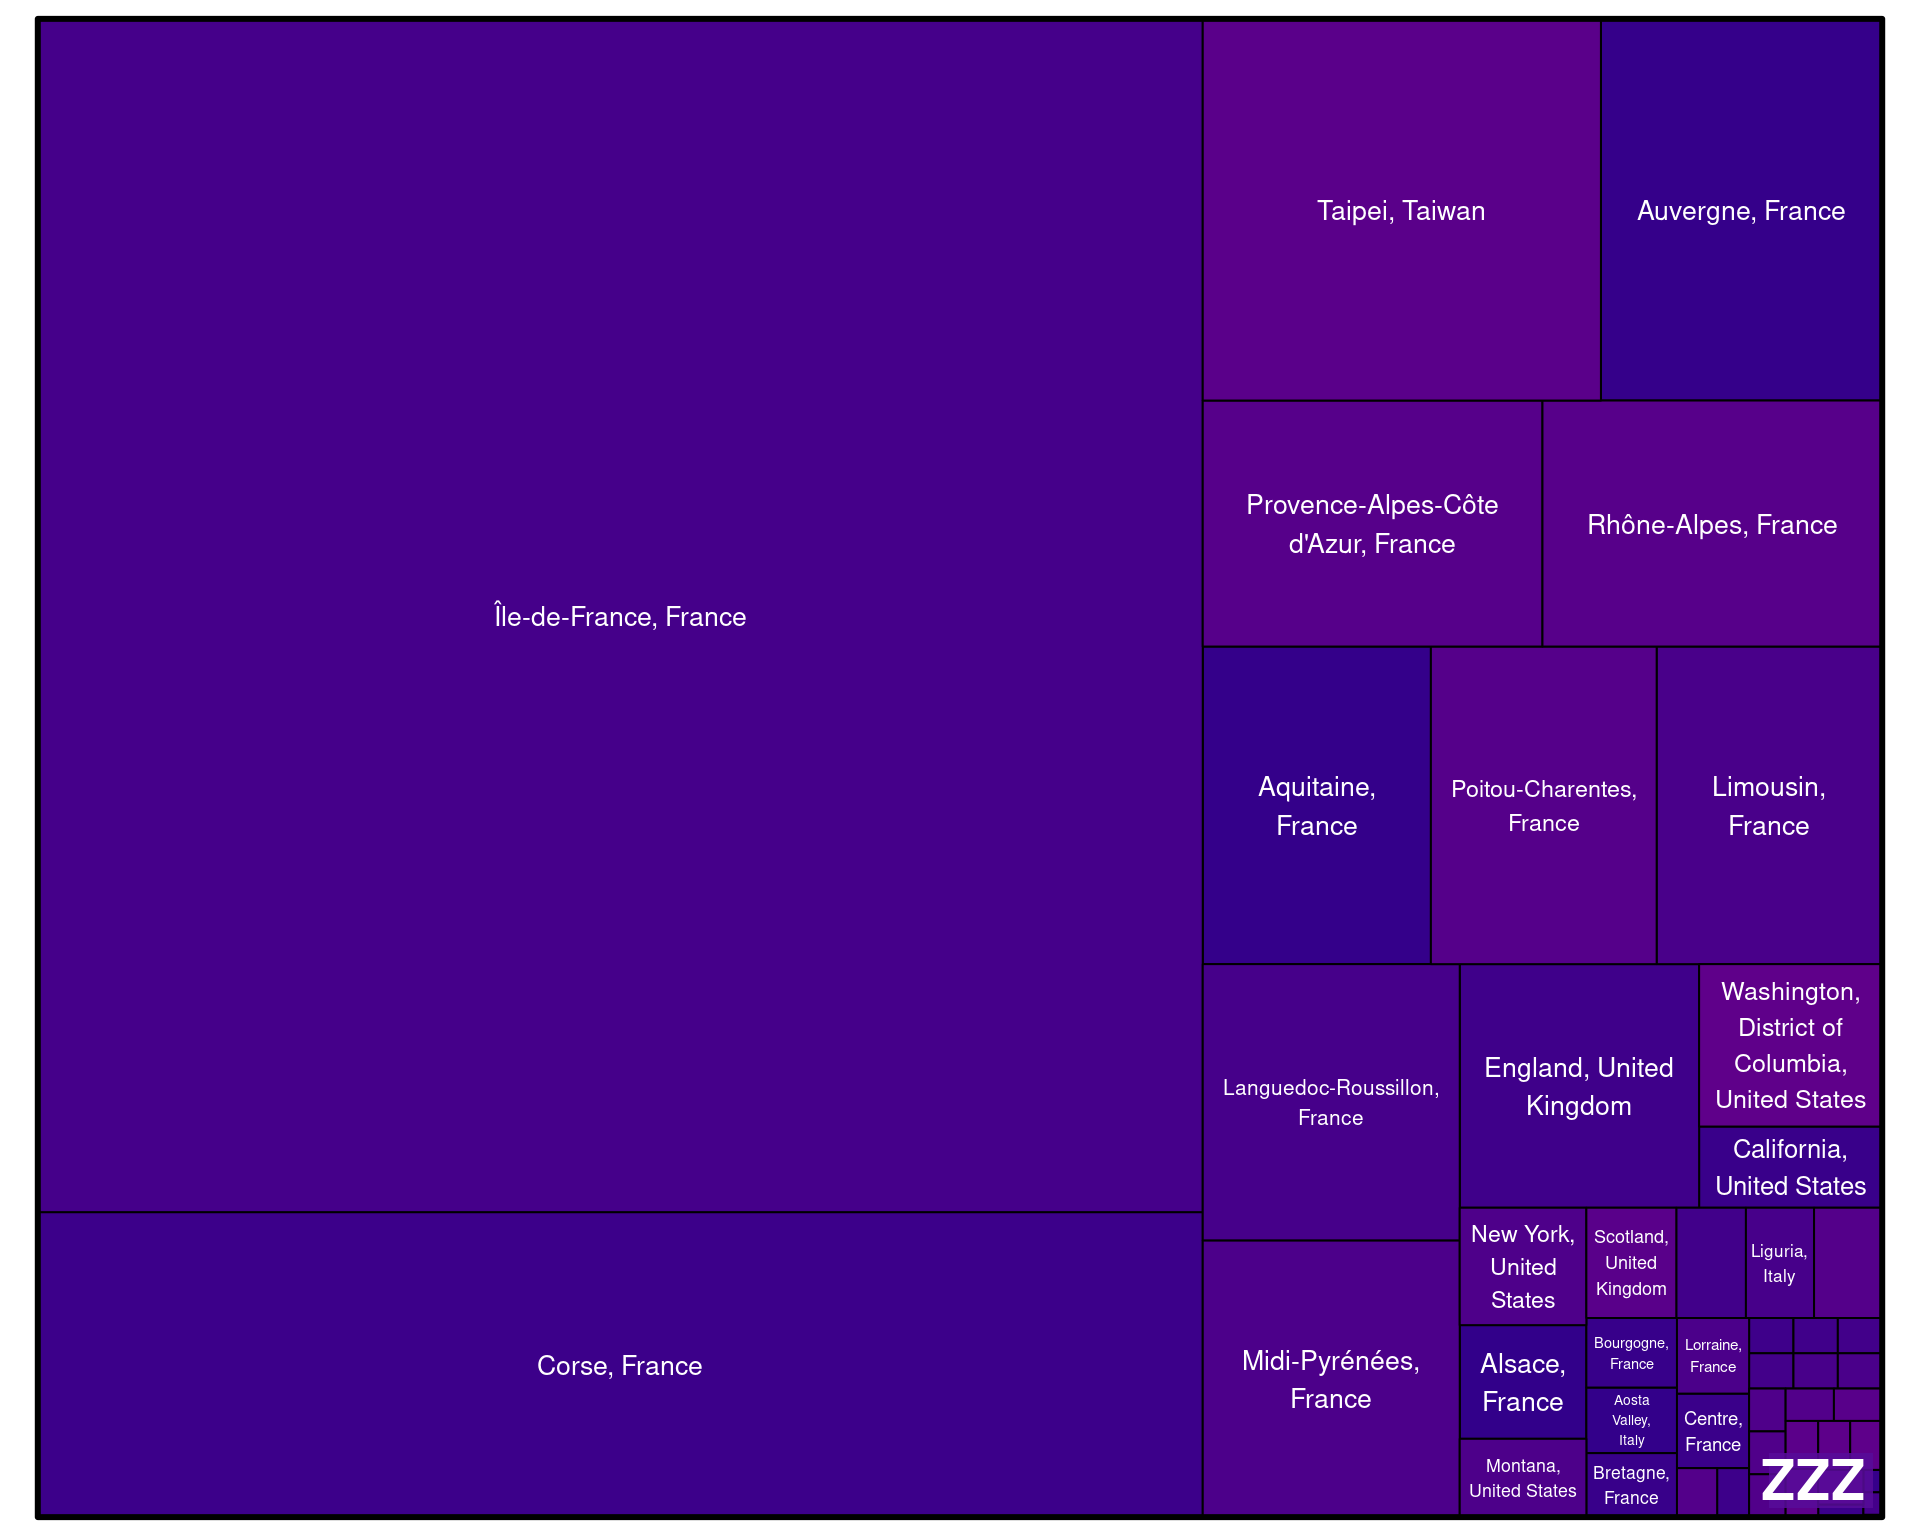 Île-de-France, France
Corse, France
Taipei, Taiwan
Auvergne, France
Provence-Alpes-Côte
d'Azur, France
Rhône-Alpes, France
Aquitaine,
France
Poitou-Charentes,
France
Limousin,
France
Languedoc-Roussillon,
France
Midi-Pyrénées,
France
England, United
Kingdom
Washington,
District of
Columbia,
United States
California,
United States
New York,
United
States
Alsace,
France
Montana,
United States
Scotland,
United
Kingdom
Liguria,
Italy
Bourgogne,
France
Aosta
Valley,
Italy
Bretagne,
France
Lorraine,
France
Centre,
France
ZZZ